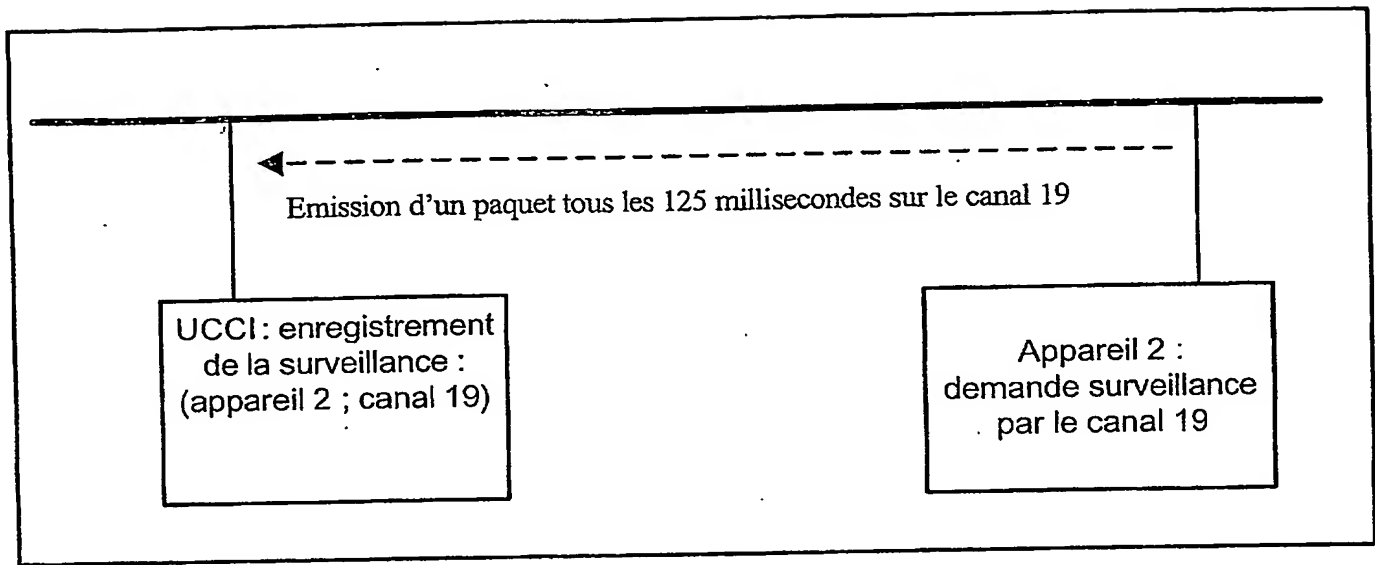 Emission d'un paquet tous les 125 millisecondes sur le canal 19
UCCI : enregistrement
de la surveillance :
(appareil 2 ; canal 19)
Appareil 2 :
demande surveillance
par le canal 19